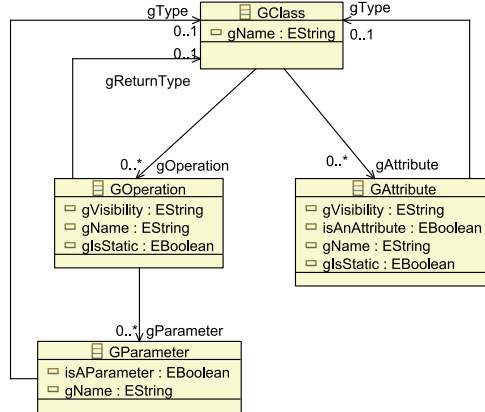 gType
GClass
gType
0..1
gName : EString
0..1
0..1
gReturnType
0..*
gOperation
0..*
gAttribute
GOperation
gVisibility : EString
gName : EString
gIsStatic : EBoolean
GAttribute
gVisibility : EString
isAnAttribute : EBoolean
gName : EString
gIsStatic : EBoolean
0..*
gParameter
GParameter
isAParameter : EBoolean
gName : EString